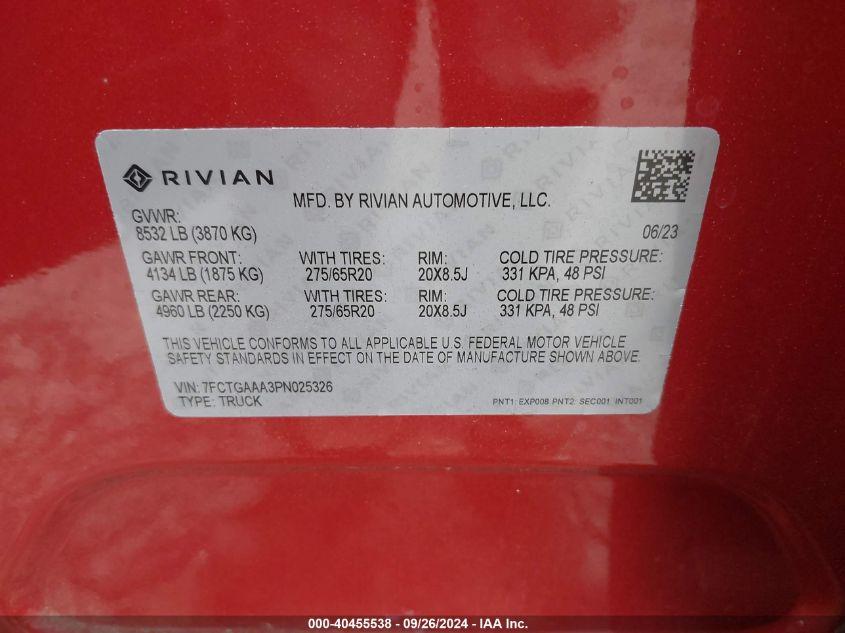 RIVIAN
MFD. BY RIVIAN AUTOMOTIVE, LLC.
GVWR:
8532 LB (3870 KG) 06/23
GAWR FRONT: WITH TIRES: RIM: COLD TIRE PRESSURE:
4134 LB (1875 KG) 275/65R20 20X8.5J 331 KPA, 48 PSI
GAWR REAR: WITH TIRES: RIM: COLD TIRE PRESSURE:
4960 LB (2250 KG) 275/65R20 20X8.5J 331 KPA, 48 PSI
THIS VEHICLE CONFORMS TO ALL APPLICABLE U.S. FEDERAL MOTOR VEHICLE
SAFETY STANDARDS IN EFFECT ON THE DATE OF MANUFACTURE SHOWN ABOVE.
VIN: 7FCTGAAA3PN025326
TYPE: TRUCK PNT1: EXP008 PNT2: SEC001 INT001
000-40455538 - 09/26/2024 - IAA Inc.